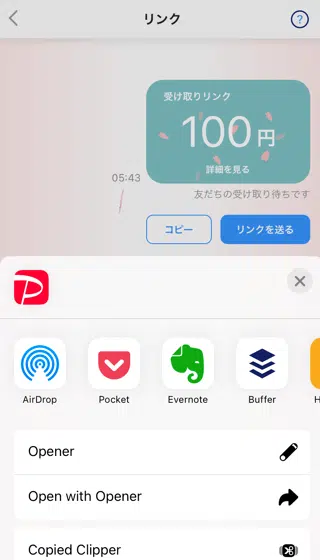 リンク
?
受け取りリンク
100円
詳細を見る
05:43
友だちの受け取り待ちです
コピー
リンクを送る
AirDrop
Pocket
Evernote
Buffer
H
Opener
Open with Opener
Copied Clipper